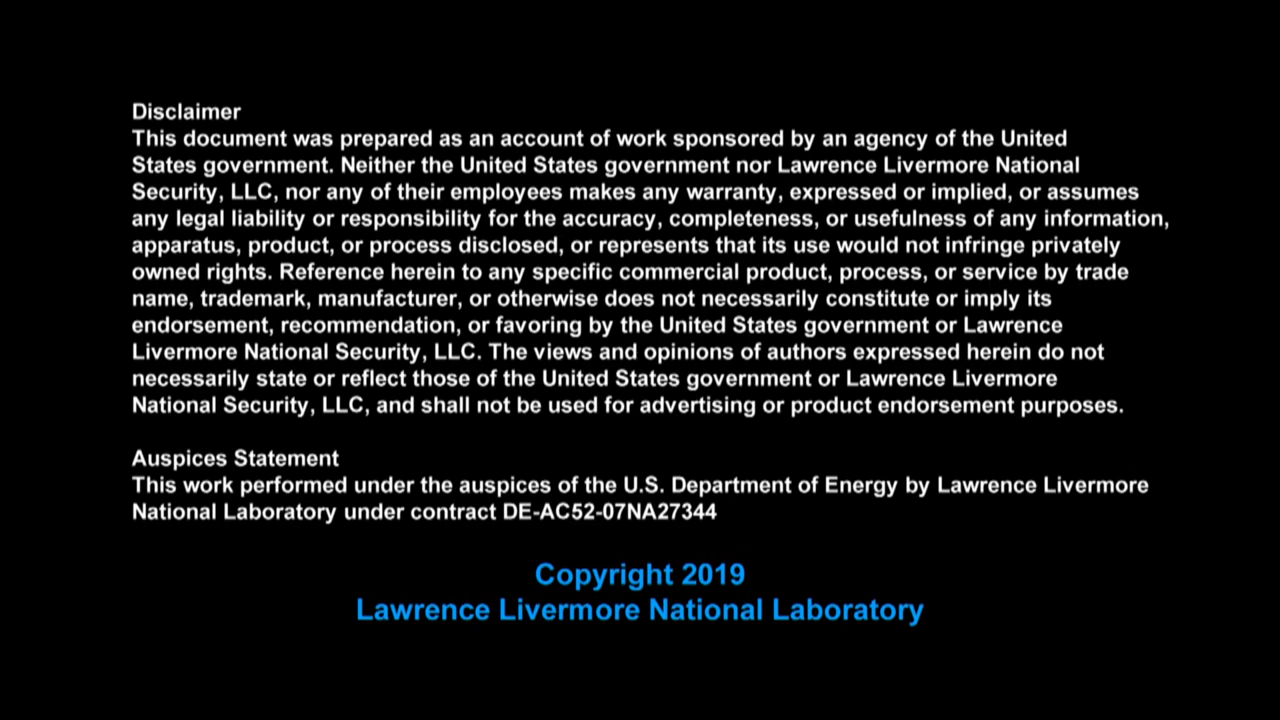 Disclaimer
This document was prepared as an account of work sponsored by an agency of the United
States government. Neither the United States government nor Lawrence Livermore National
Security, LLC, nor any of their employees makes any warranty, expressed or implied, or assumes
any legal liability or responsibility for the accuracy, completeness, or usefulness of any information,
apparatus, product, or process disclosed, or represents that its use would not infringe privately
owned rights. Reference herein to any specific commercial product, process, or service by trade
name, trademark, manufacturer, or otherwise does not necessarily constitute or imply its
endorsement, recommendation, or favoring by the United States government or Lawrence
Livermore National Security, LLC. The views and opinions of authors expressed herein do not
necessarily state or reflect those of the United States government or Lawrence Livermore
National Security, LLC, and shall not be used for advertising or product endorsement purposes.
Auspices Statement
This work performed under the auspices of the U.S. Department of Energy by Lawrence Livermore
National Laboratory under contract DE-AC52-07NA27344
Copyright 2019
Lawrence Livermore National Laboratory